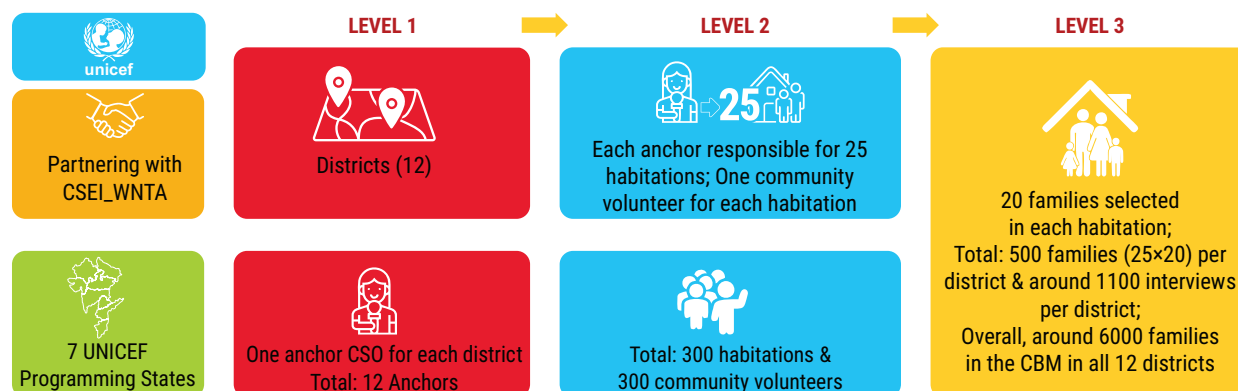 unicef
Partnering with
CSEI_WNTA
7 UNICEF
Programming States
LEVEL 1
Districts (12)
One anchor CSO for each district
Total: 12 Anchors
LEVEL 2
25
Each anchor responsible for 25
habitations; One community
volunteer for each habitation
Total: 300 habitations &
300 community volunteers
LEVEL 3
20 families selected
in each habitation;
Total: 500 families (25×20) per
district & around 1100 interviews
per district;
Overall, around 6000 families
in the CBM in all 12 districts